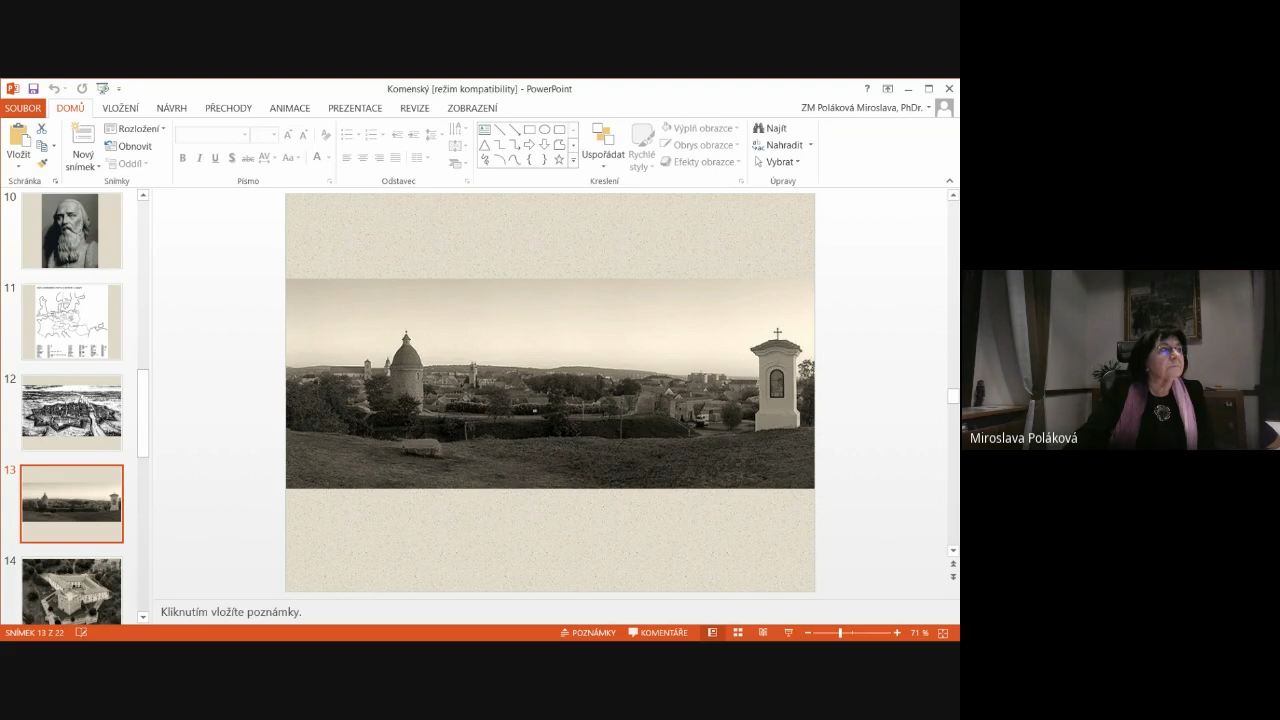 Komenský [režim kompatibility] - PowerPoint
SOUBOR DOMŮ VLOŽENÍ NÁVRH PŘECHODY ANIMACE PREZENTACE REVIZE ZOBRAZENÍ
ZM Poláková Miroslava, PhDr.
Vložit
Nový snímek
Rozložení
Obnovit
Oddíl
Uspořádat
Rychlé styly
Výplň obrazce
Obrys obrazce
Efekty obrazce
Najít
Nahradit
Vybrat
Schránka Snímky Písmo Odstavec Kreslení Úpravy
10
11
12
13
14
Kliknutím vložíte poznámky.
SNÍMEK 13 Z 22 POZNÁMKY KOMENTÁŘE 71 %
Miroslava Poláková